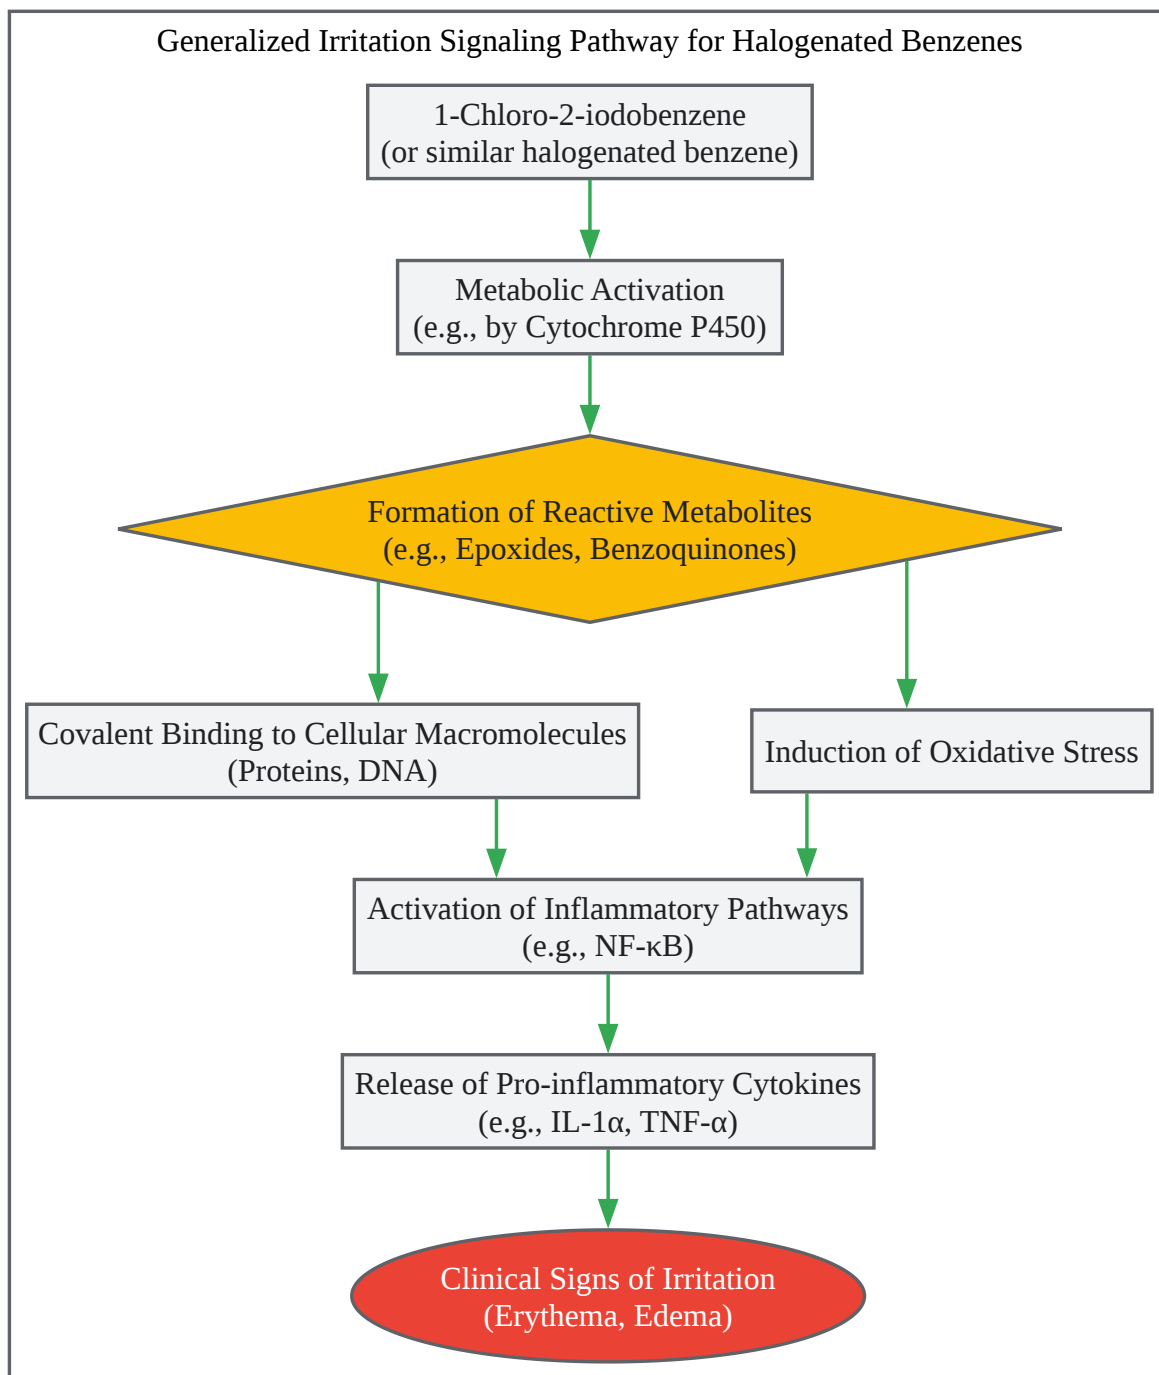 Generalized Irritation Signaling Pathway for Halogenated Benzenes
1-Chloro-2-iodobenzene
(or similar halogenated benzene)
Metabolic Activation
(e.g., by Cytochrome P450)
Formation of Reactive Metabolites
(e.g., Epoxides, Benzoquinones)
Covalent Binding to Cellular Macromolecules
(Proteins, DNA)
Induction of Oxidative Stress
Activation of Inflammatory Pathways
(e.g., NF-κB)
Release of Pro-inflammatory Cytokines
(e.g., IL-1α, TNF-α)
Clinical Signs of Irritation
(Erythema, Edema)